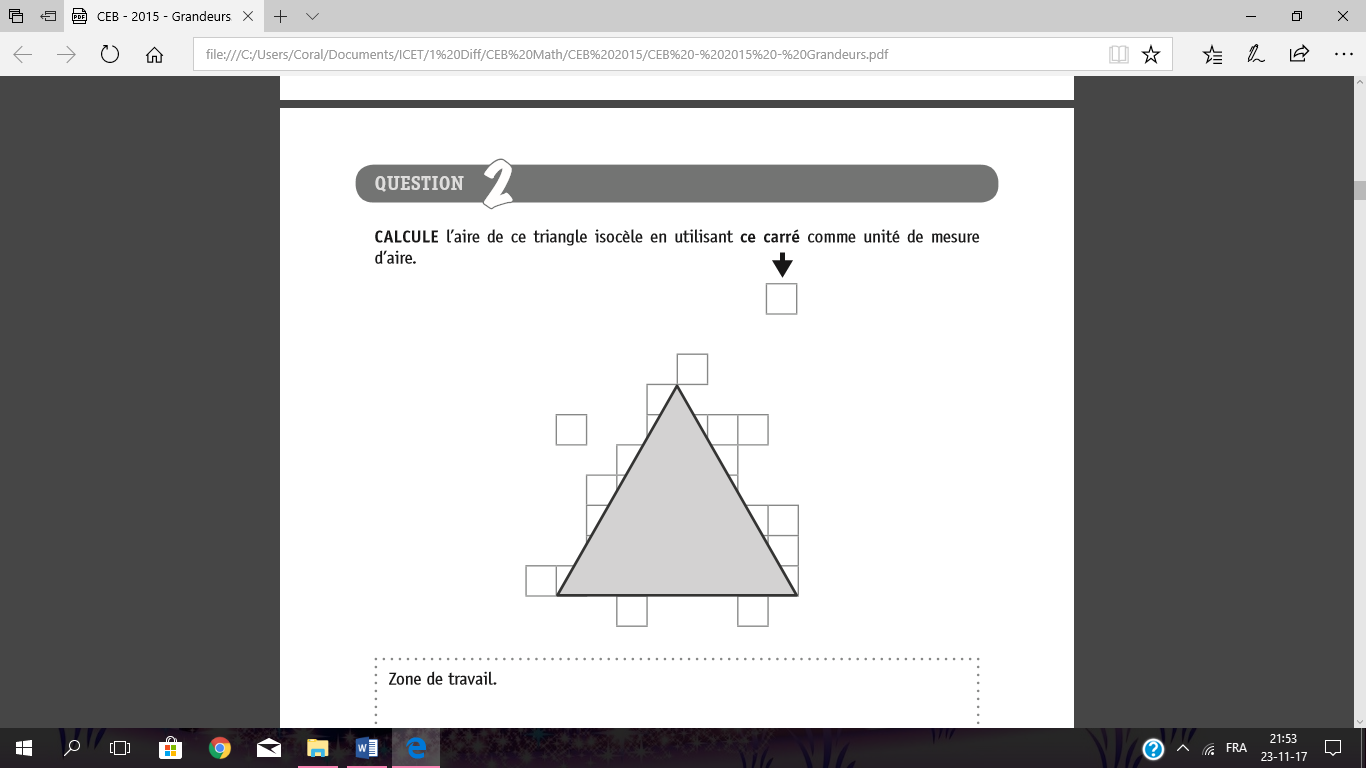 CEB - 2015 - Grandeurs
file:///C:/Users/Coral/Documents/ICET/1%20Diff/CEB%20Math/CEB%202015/CEB%20-%202015%20-%20Grandeurs.pdf
QUESTION 2
CALCULE l'aire de ce triangle isocèle en utilisant ce carré comme unité de mesure
d'aire.
Zone de travail.
FRA
21:53
23-11-17